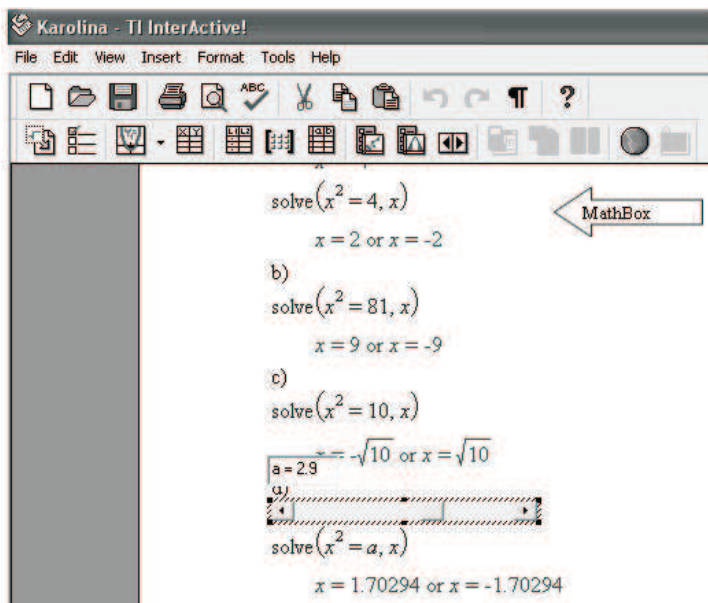 Karolina - TI InterActive!
File Edit View Insert Format Tools Help
ABC
solve(x² = 4, x)
MathBox
x = 2 or x = -2
b)
solve(x² = 81, x)
x = 9 or x = -9
c)
solve(x² = 10, x)
x = -√10 or x = √10
a = 2.9
d)
solve(x² = a, x)
x = 1.70294 or x = -1.70294